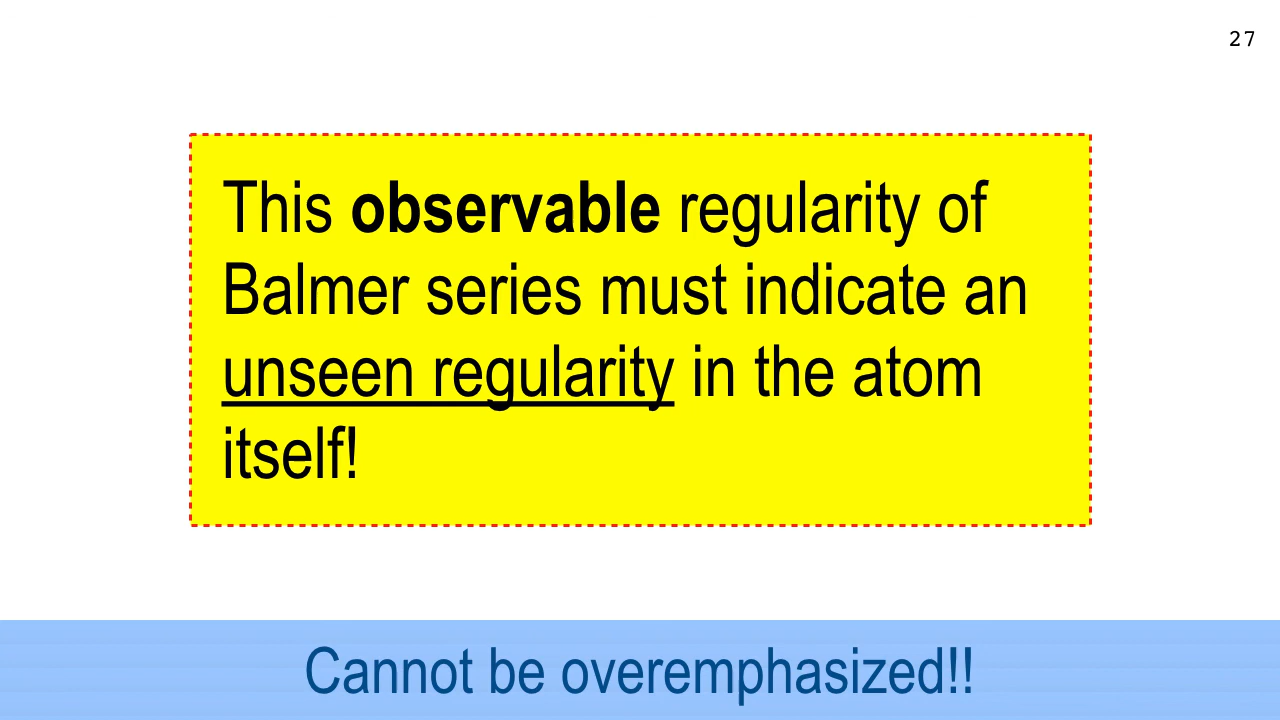 27
This observable regularity of
Balmer series must indicate an
unseen regularity in the atom
itself!
Cannot be overemphasized!!